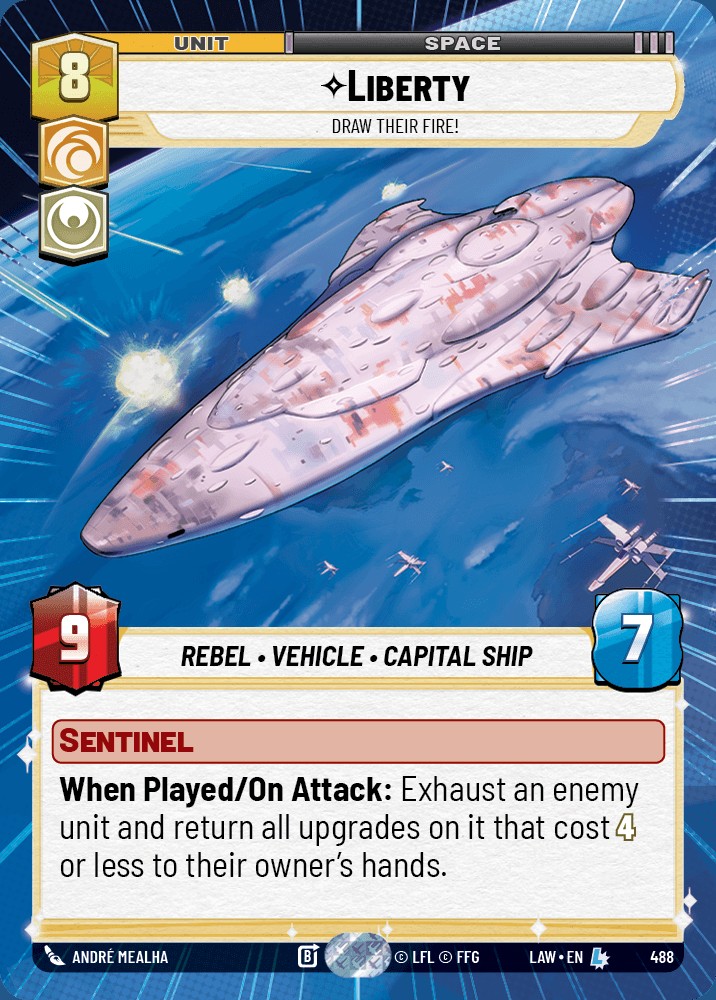 UNIT
SPACE
8
LIBERTY
DRAW THEIR FIRE!
9
REBEL • VEHICLE • CAPITAL SHIP
7
SENTINEL
When Played/On Attack: Exhaust an enemy
unit and return all upgrades on it that cost 4
or less to their owner's hands.
ANDRÉ MEALHA
B
© LFL © FFG
LAW • EN
L
488